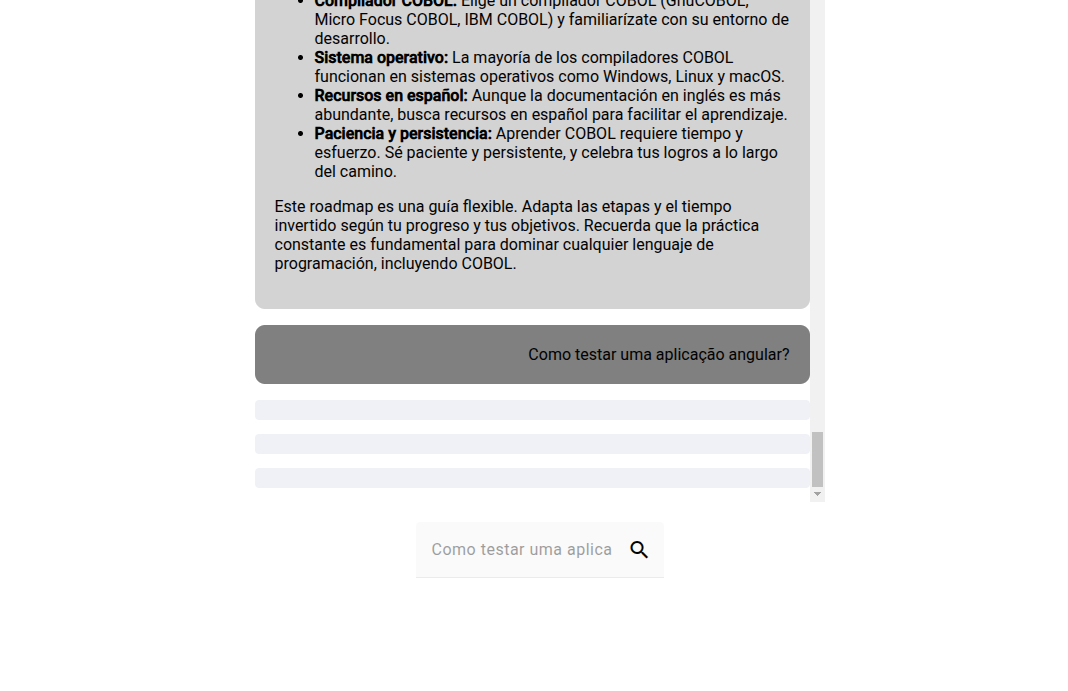 Compilador COBOL: Elige un compilador COBOL (GnuCOBOL,
Micro Focus COBOL, IBM COBOL) y familiarízate con su entorno de
desarrollo.
Sistema operativo: La mayoría de los compiladores COBOL
funcionan en sistemas operativos como Windows, Linux y macOS.
Recursos en español: Aunque la documentación en inglés es más
abundante, busca recursos en español para facilitar el aprendizaje.
Paciencia y persistencia: Aprender COBOL requiere tiempo y
esfuerzo. Sé paciente y persistente, y celebra tus logros a lo largo
del camino.
Este roadmap es una guía flexible. Adapta las etapas y el tiempo
invertido según tu progreso y tus objetivos. Recuerda que la práctica
constante es fundamental para dominar cualquier lenguaje de
programación, incluyendo COBOL.
Como testar uma aplicação angular?
Como testar uma aplica